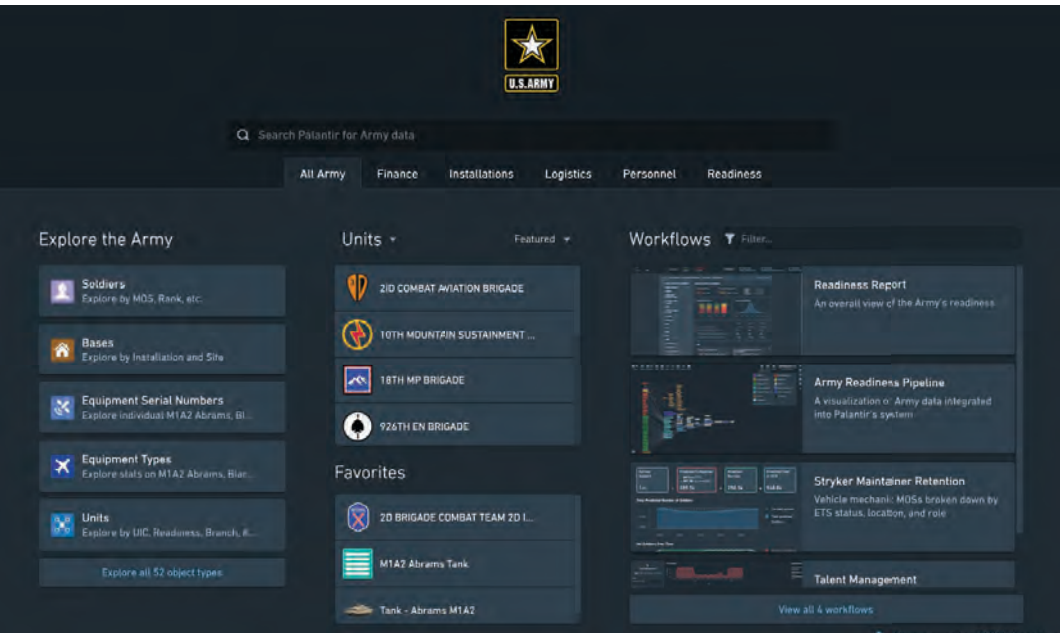 U.S.ARMY
Search Palantir for Army data
All Army Finance Installations Logistics Personnel Readiness
Explore the Army
Soldiers
Explore by MOS, Rank, etc.
Bases
Explore by Installation and Site
Equipment Serial Numbers
Explore individual M1A2 Abrams, Bl...
Equipment Types
Explore stats on M1A2 Abrams, Blac...
Units
Explore by UIC, Readiness, Branch, &...
Explore all 52 object types
Units Featured
2ID COMBAT AVIATION BRIGADE
10TH MOUNTAIN SUSTAINMENT ...
18TH MP BRIGADE
926TH EN BRIGADE
Favorites
2D BRIGADE COMBAT TEAM 2D I...
M1A2 Abrams Tank
Tank - Abrams M1A2
Workflows Filter...
Readiness Report
An overall view of the Army's readiness
Army Readiness Pipeline
A visualization of Army data integrated
into Palantir's system
Stryker Maintainer Retention
Vehicle mechanic MOSs broken down by
ETS status, location, and role
Talent Management
View all 4 workflows